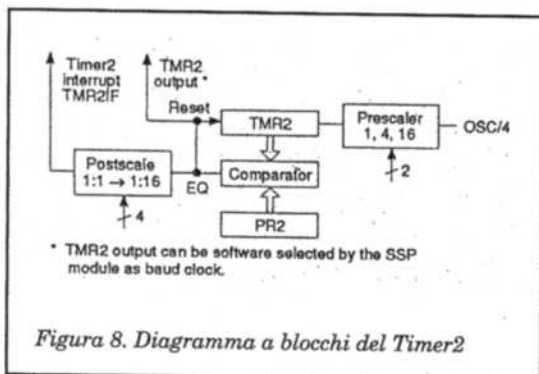 Timer2
interrupt
TMR2IF
TMR2
output *
Reset
TMR2
Prescaler
1, 4, 16
OSC/4
Postscale
1:1 → 1:16
EQ
Comparator
2
4
PR2
* TMR2 output can be software selected by the SSP
module as baud clock.
Figura 8. Diagramma a blocchi del Timer2